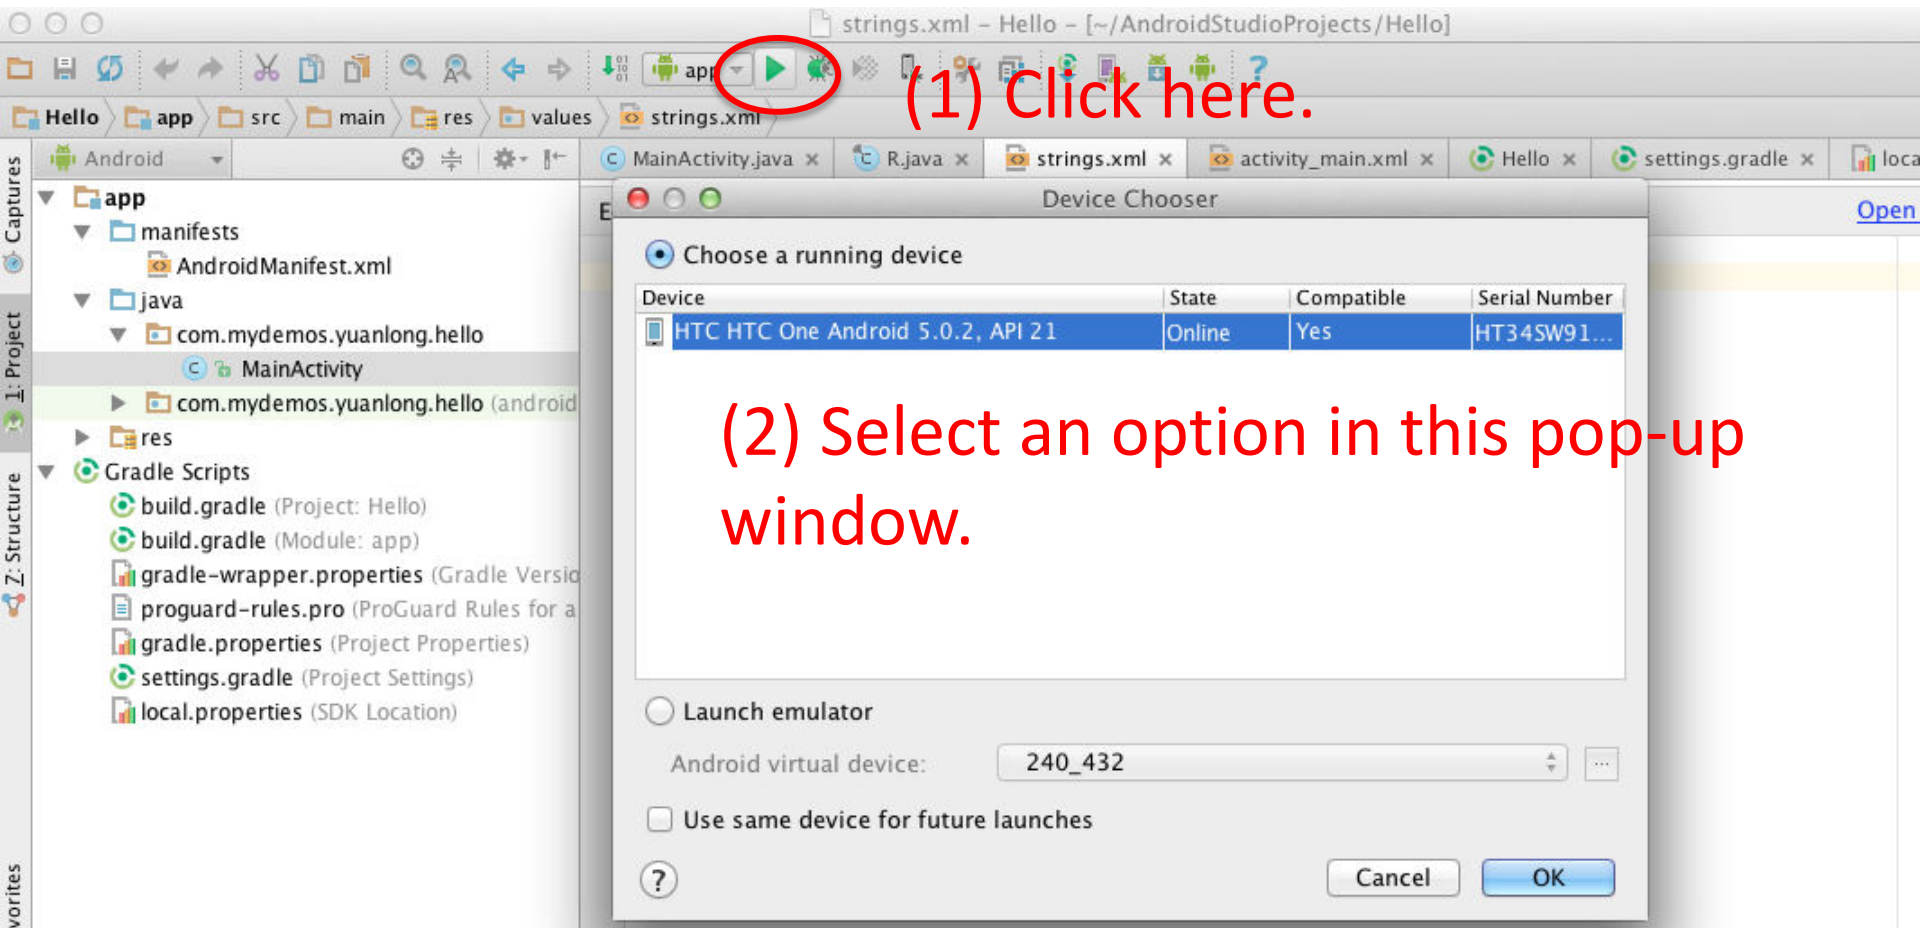 strings.xml – Hello – [~/AndroidStudioProjects/Hello]
app
(1) Click here.
Hello app src main res values strings.xml
Android
MainActivity.java R.java strings.xml activity_main.xml Hello settings.gradle loca
Captures
1: Project
Z: Structure
vorites
app
manifests
AndroidManifest.xml
java
com.mydemos.yuanlong.hello
MainActivity
com.mydemos.yuanlong.hello (android
res
Gradle Scripts
build.gradle (Project: Hello)
build.gradle (Module: app)
gradle-wrapper.properties (Gradle Versio
proguard-rules.pro (ProGuard Rules for a
gradle.properties (Project Properties)
settings.gradle (Project Settings)
local.properties (SDK Location)
E
Open
Device Chooser
Choose a running device
Device State Compatible Serial Number
HTC HTC One Android 5.0.2, API 21 Online Yes HT34SW91...
(2) Select an option in this pop-up
window.
Launch emulator
Android virtual device: 240_432 ...
Use same device for future launches
? Cancel OK